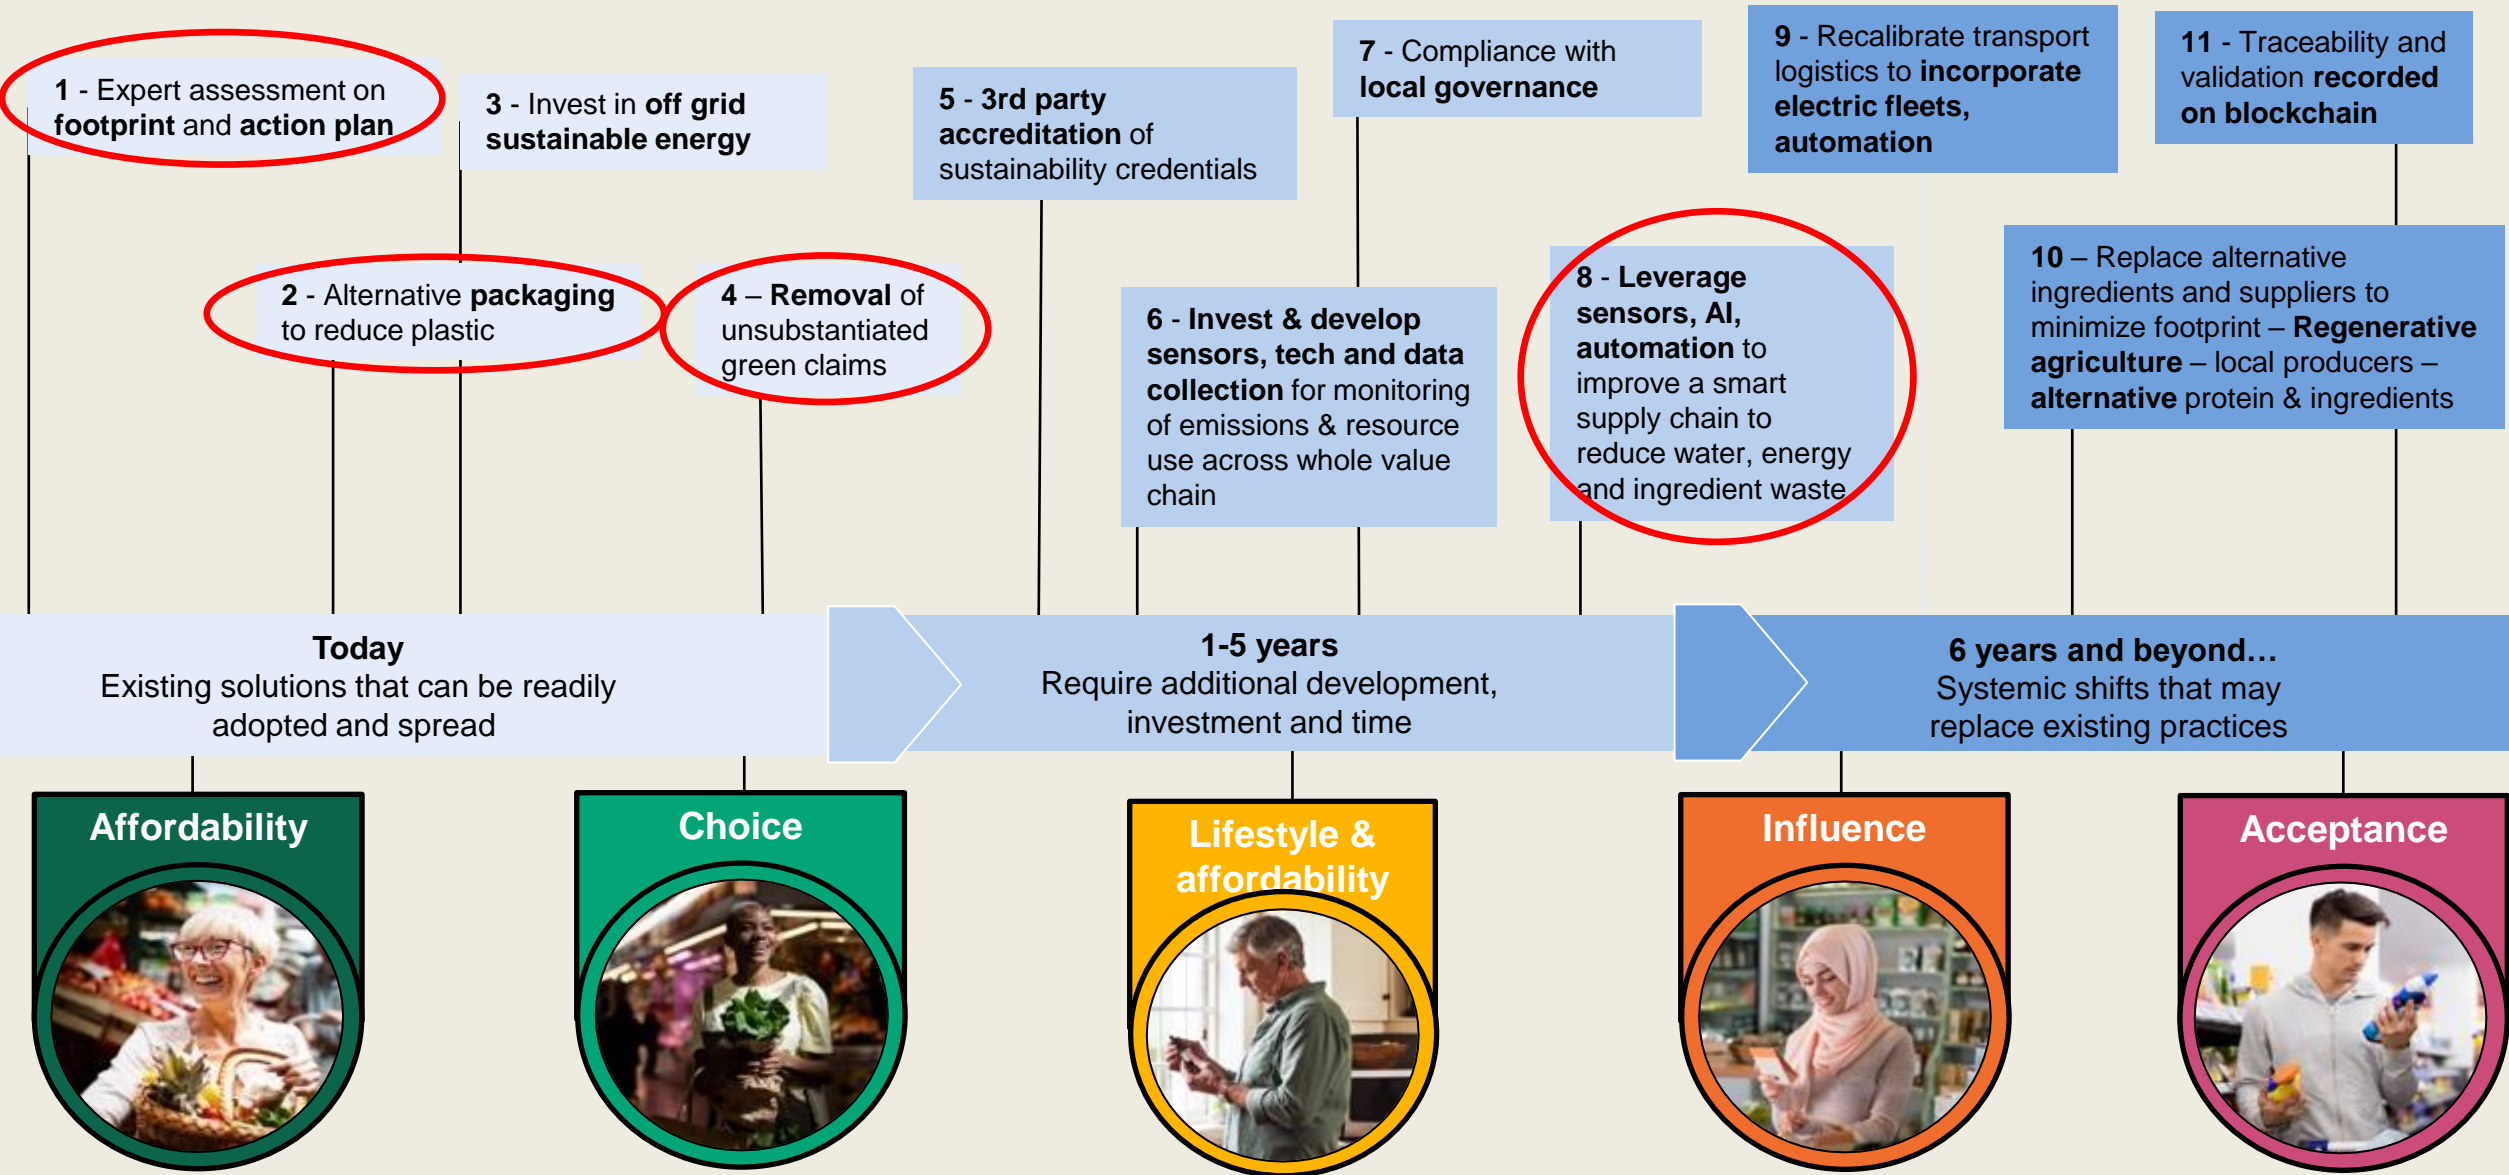 1 - Expert assessment on
footprint and action plan
2 - Alternative packaging
to reduce plastic
3 - Invest in off grid
sustainable energy
4 – Removal of
unsubstantiated
green claims
5 - 3rd party
accreditation of
sustainability credentials
6 - Invest & develop
sensors, tech and data
collection for monitoring
of emissions & resource
use across whole value
chain
7 - Compliance with
local governance
8 - Leverage
sensors, AI,
automation to
improve a smart
supply chain to
reduce water, energy
and ingredient waste
9 - Recalibrate transport
logistics to incorporate
electric fleets,
automation
10 – Replace alternative
ingredients and suppliers to
minimize footprint – Regenerative
agriculture – local producers –
alternative protein & ingredients
11 - Traceability and
validation recorded
on blockchain
Today
Existing solutions that can be readily
adopted and spread
1-5 years
Require additional development,
investment and time
6 years and beyond…
Systemic shifts that may
replace existing practices
Affordability
Choice
Lifestyle &
affordability
Influence
Acceptance